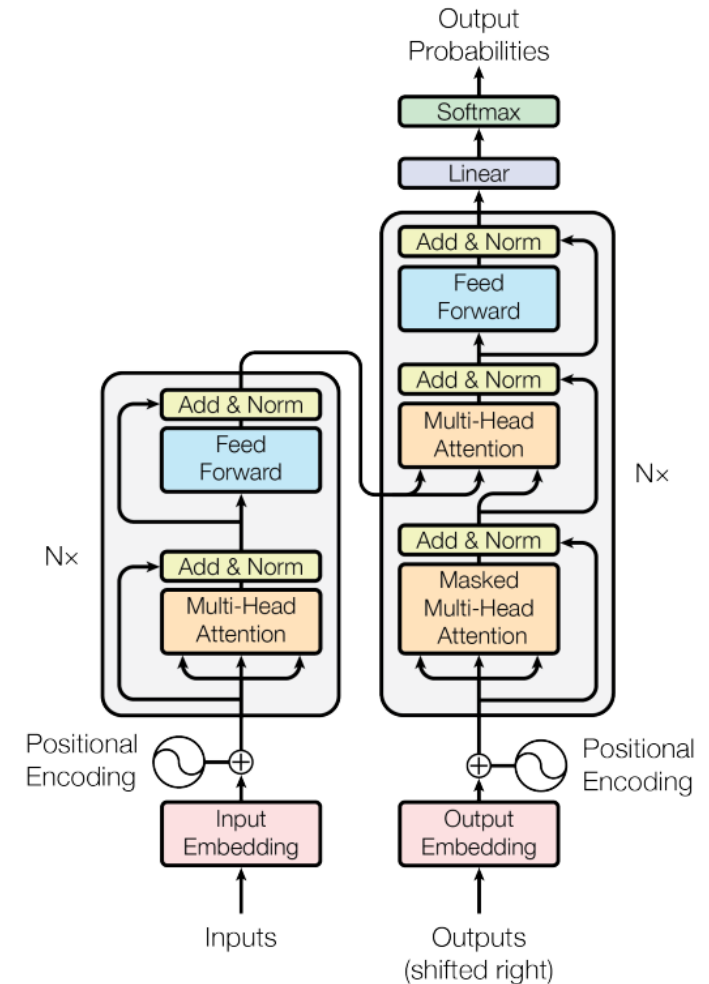 Output
Probabilities
Softmax
Linear
Add & Norm
Feed
Forward
Add & Norm
Multi-Head
Attention
Add & Norm
Masked
Multi-Head
Attention
Nx
Add & Norm
Feed
Forward
Add & Norm
Multi-Head
Attention
Nx
Positional
Encoding
Positional
Encoding
Input
Embedding
Output
Embedding
Inputs
Outputs
(shifted right)